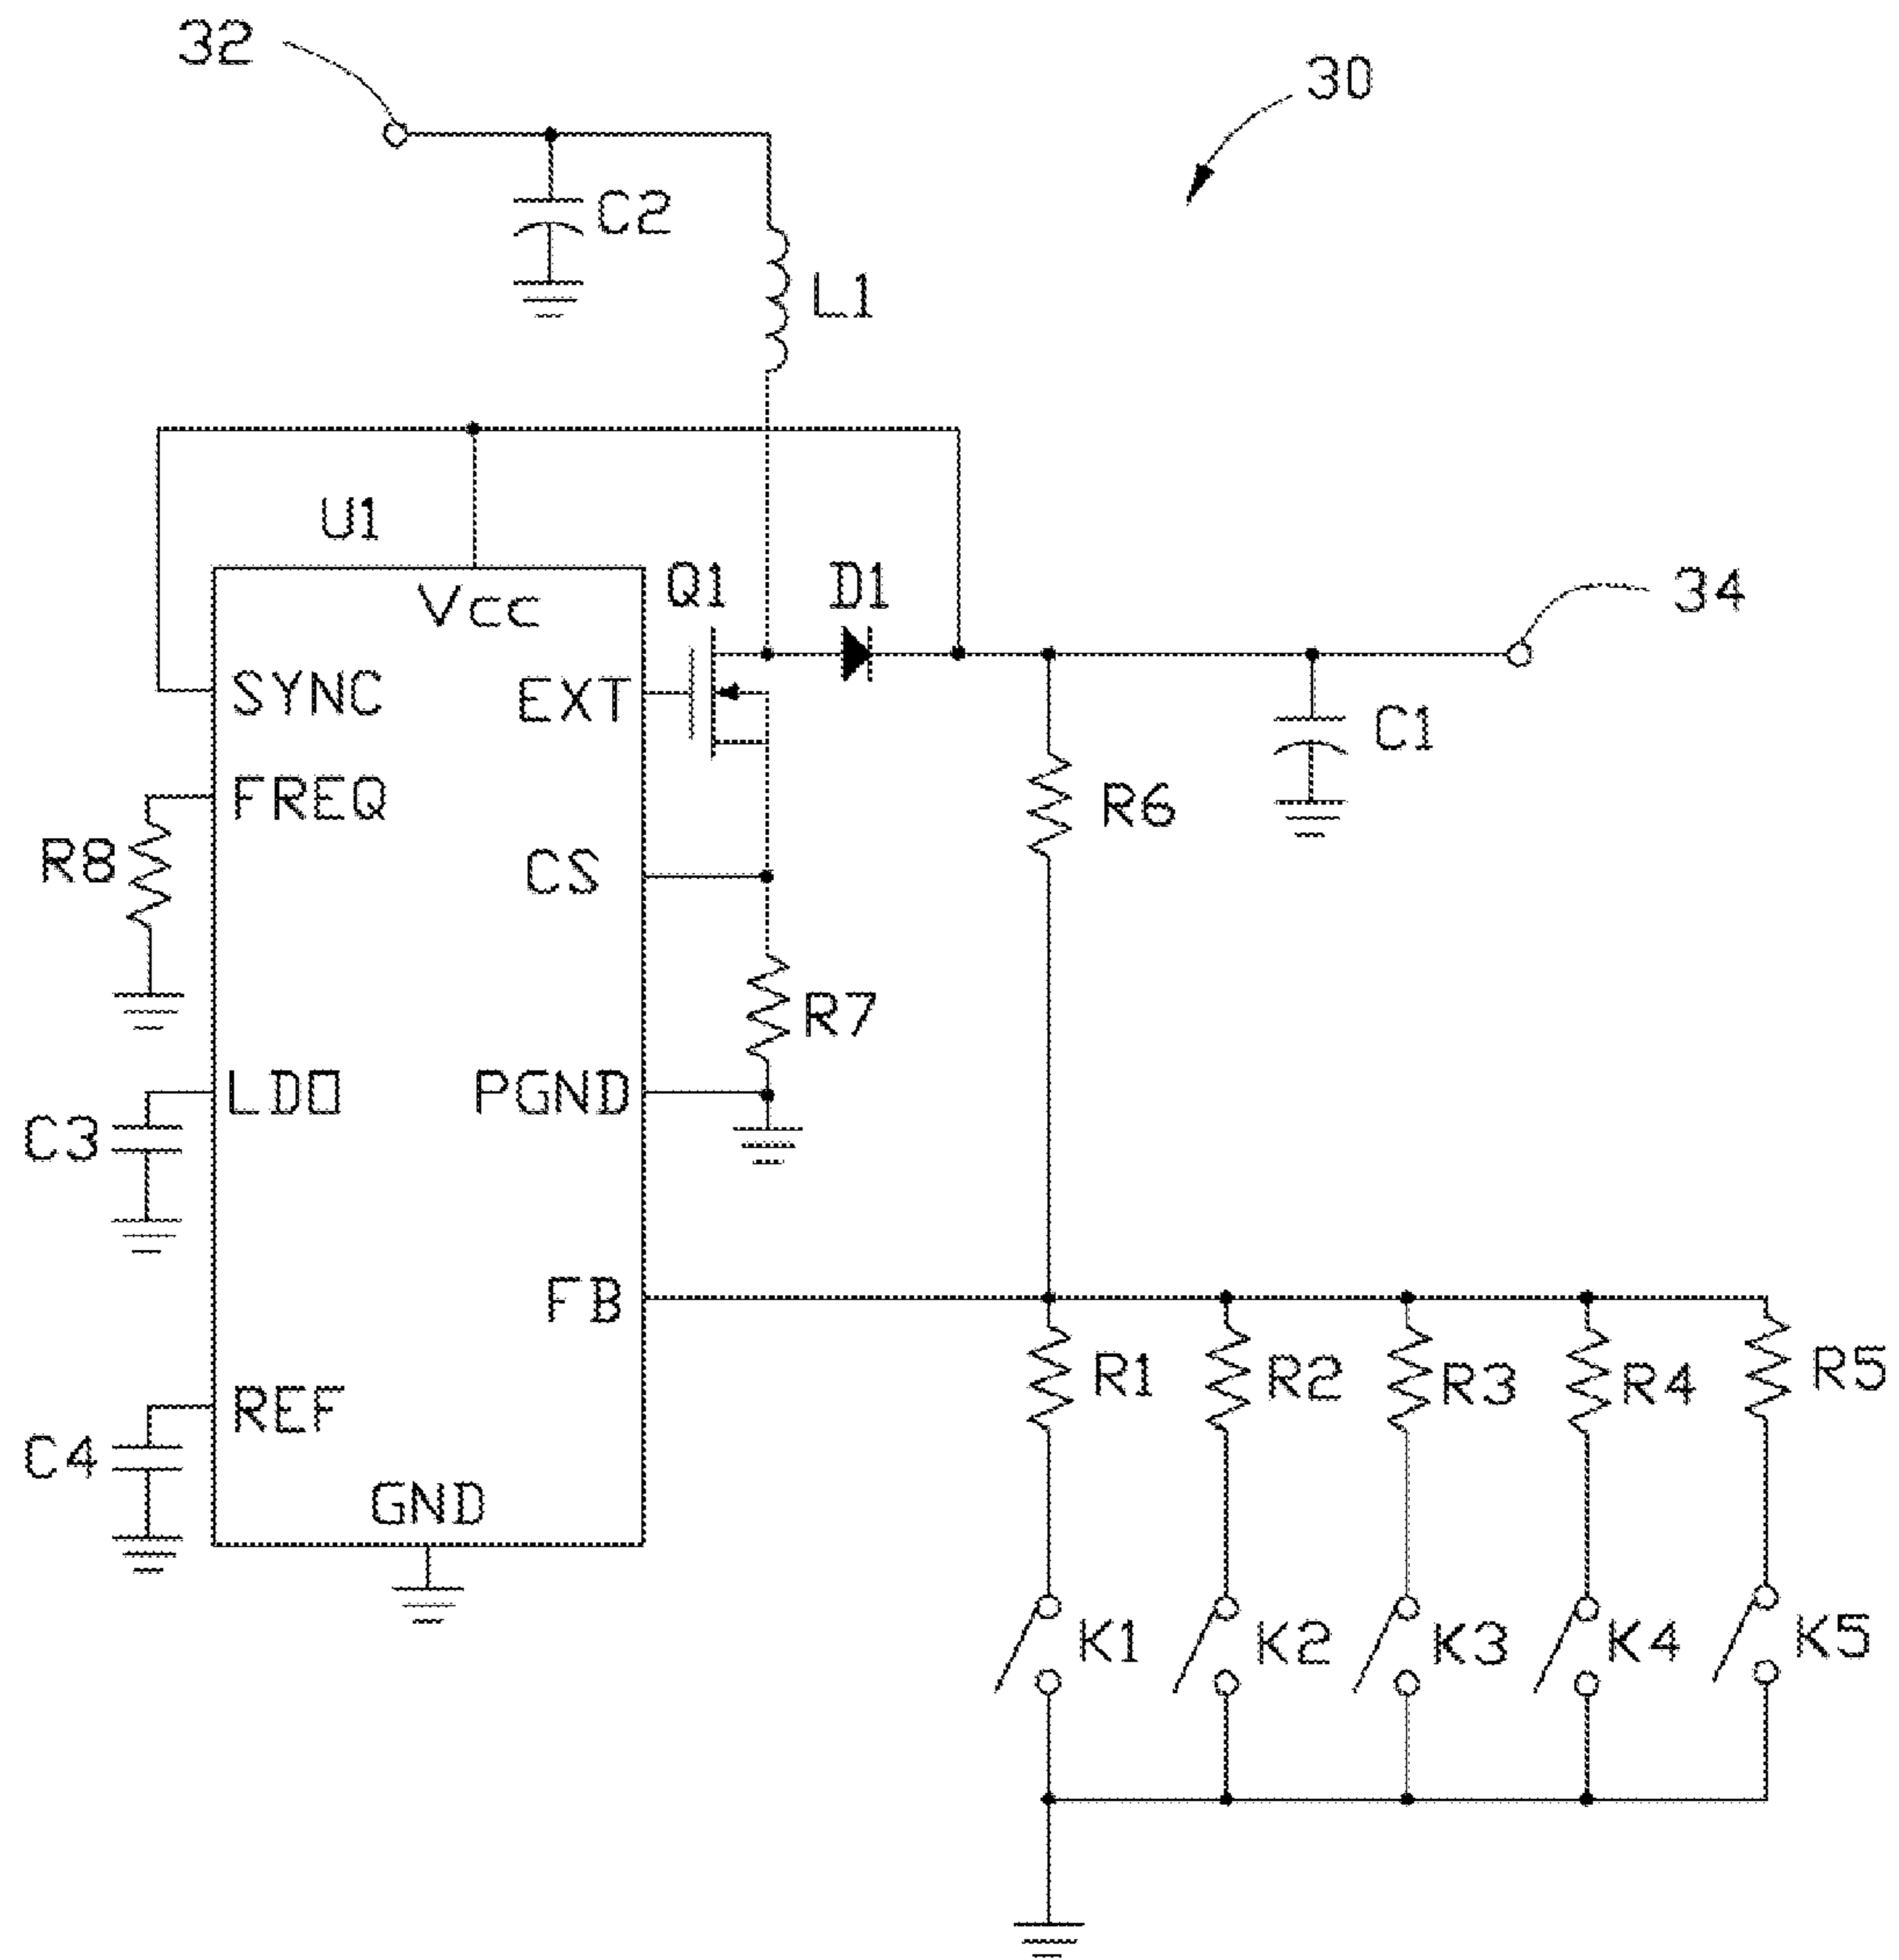 32
30
C2
L1
U1
Vcc
Q1
D1
34
SYNC
EXT
C1
FREQ
R6
R8
CS
R7
LDO
PGND
C3
FB
R1
R2
R3
R4
R5
REF
C4
GND
K1
K2
K3
K4
K5